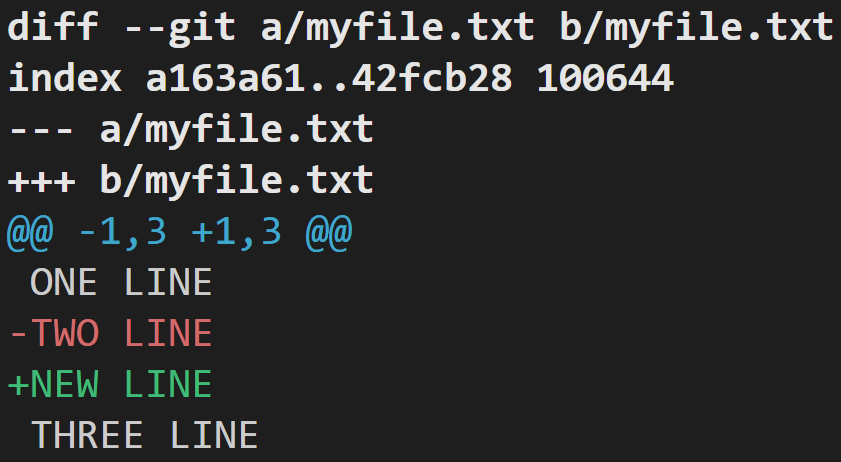 diff --git a/myfile.txt b/myfile.txt
index a163a61..42fcb28 100644
--- a/myfile.txt
+++ b/myfile.txt
@@ -1,3 +1,3 @@
 ONE LINE
-TWO LINE
+NEW LINE
 THREE LINE